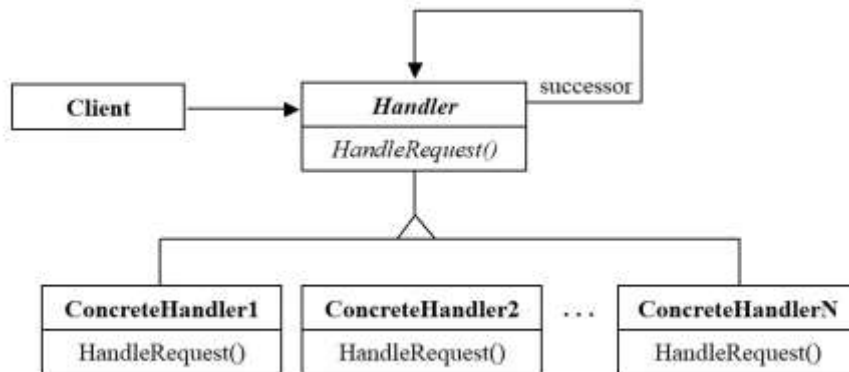 successor
Client
Handler
HandleRequest()
ConcreteHandler1
ConcreteHandler2
. . .
ConcreteHandlerN
HandleRequest()
HandleRequest()
HandleRequest()